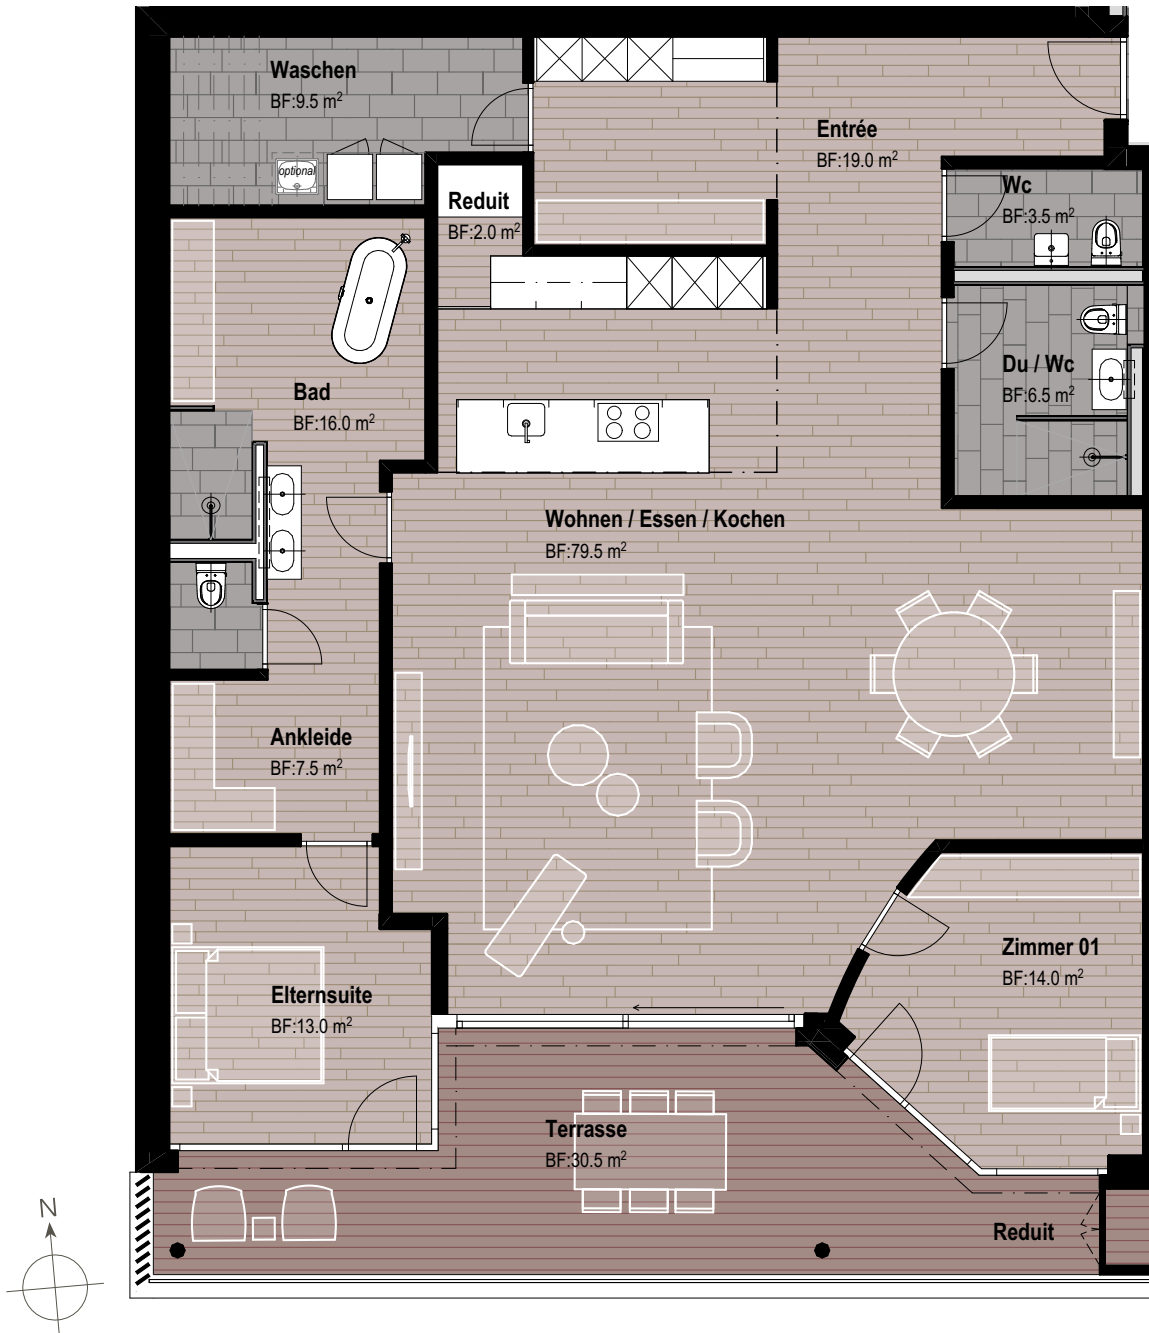 Waschen
BF:9.5 m²
optional
Entrée
BF:19.0 m²
Reduit
BF:2.0 m²
Wc
BF:3.5 m²
Bad
BF:16.0 m²
Du / Wc
BF:6.5 m²
Wohnen / Essen / Kochen
BF:79.5 m²
Ankleide
BF:7.5 m²
Elternsuite
BF:13.0 m²
Zimmer 01
BF:14.0 m²
Terrasse
BF:30.5 m²
Reduit
N